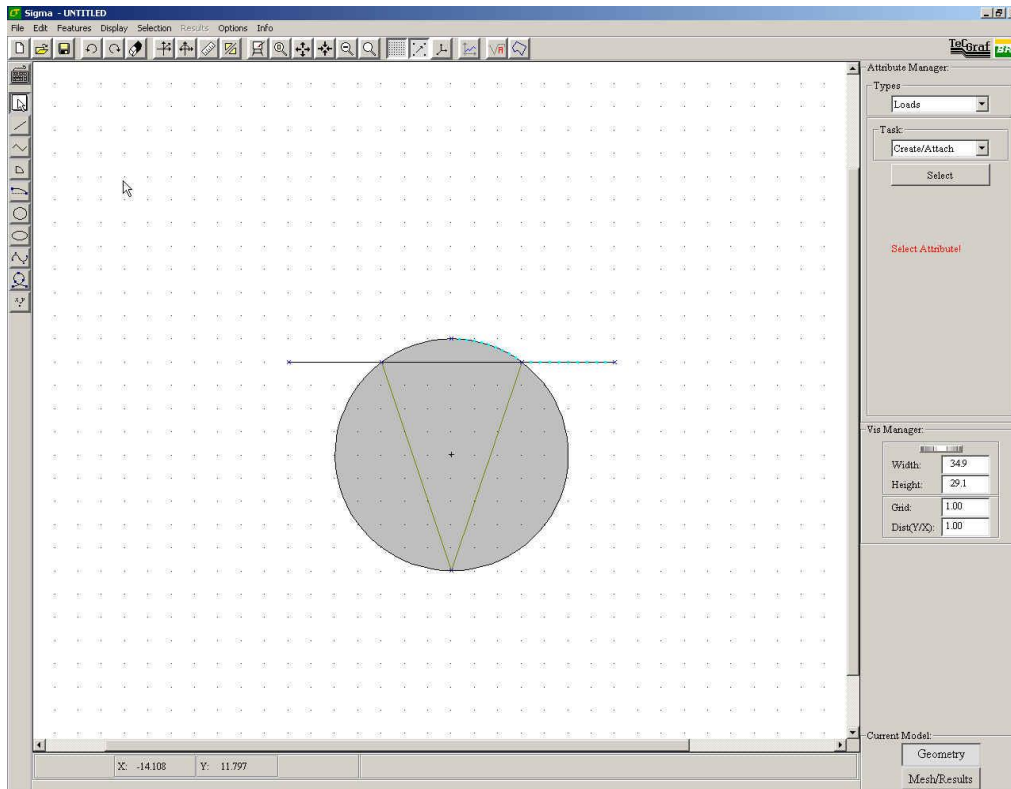 Sigma - UNTITLED
File Edit Features Display Selection Results Options Info
TeCGraf BR
Attribute Manager:
Types
Loads
Task:
Create/Attach
Select
Select Attribute!
Vis Manager:
Width: 34.9
Height: 29.1
Grid: 1.00
Dist(Y/X): 1.00
Current Model:
Geometry
Mesh/Results
X: -14.108 Y: 11.797